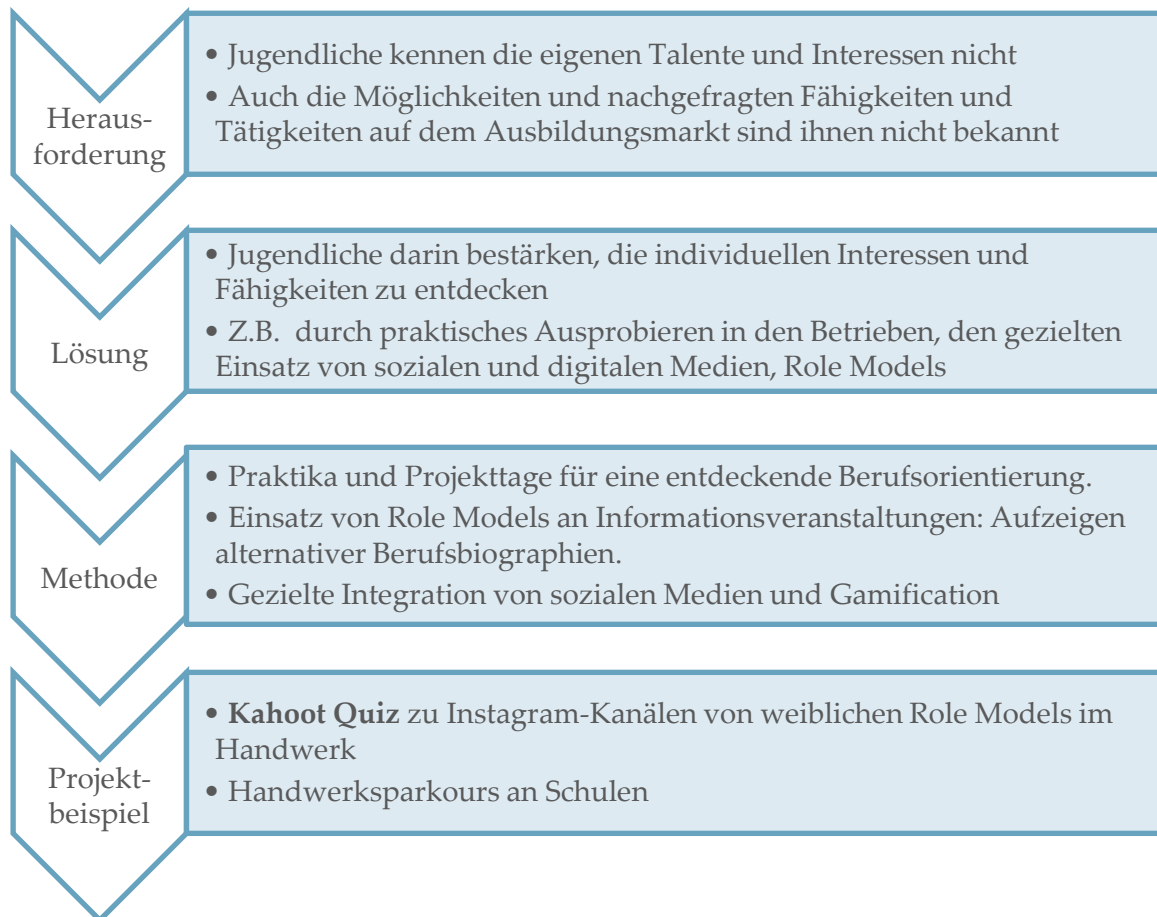 Heraus-
forderung
• Jugendliche kennen die eigenen Talente und Interessen nicht
• Auch die Möglichkeiten und nachgefragten Fähigkeiten und
Tätigkeiten auf dem Ausbildungsmarkt sind ihnen nicht bekannt
Lösung
• Jugendliche darin bestärken, die individuellen Interessen und
Fähigkeiten zu entdecken
• Z.B. durch praktisches Ausprobieren in den Betrieben, den gezielten
Einsatz von sozialen und digitalen Medien, Role Models
Methode
• Praktika und Projekttage für eine entdeckende Berufsorientierung.
• Einsatz von Role Models an Informationsveranstaltungen: Aufzeigen
alternativer Berufsbiographien.
• Gezielte Integration von sozialen Medien und Gamification
Projekt-
beispiel
• Kahoot Quiz zu Instagram-Kanälen von weiblichen Role Models im
Handwerk
• Handwerksparkours an Schulen